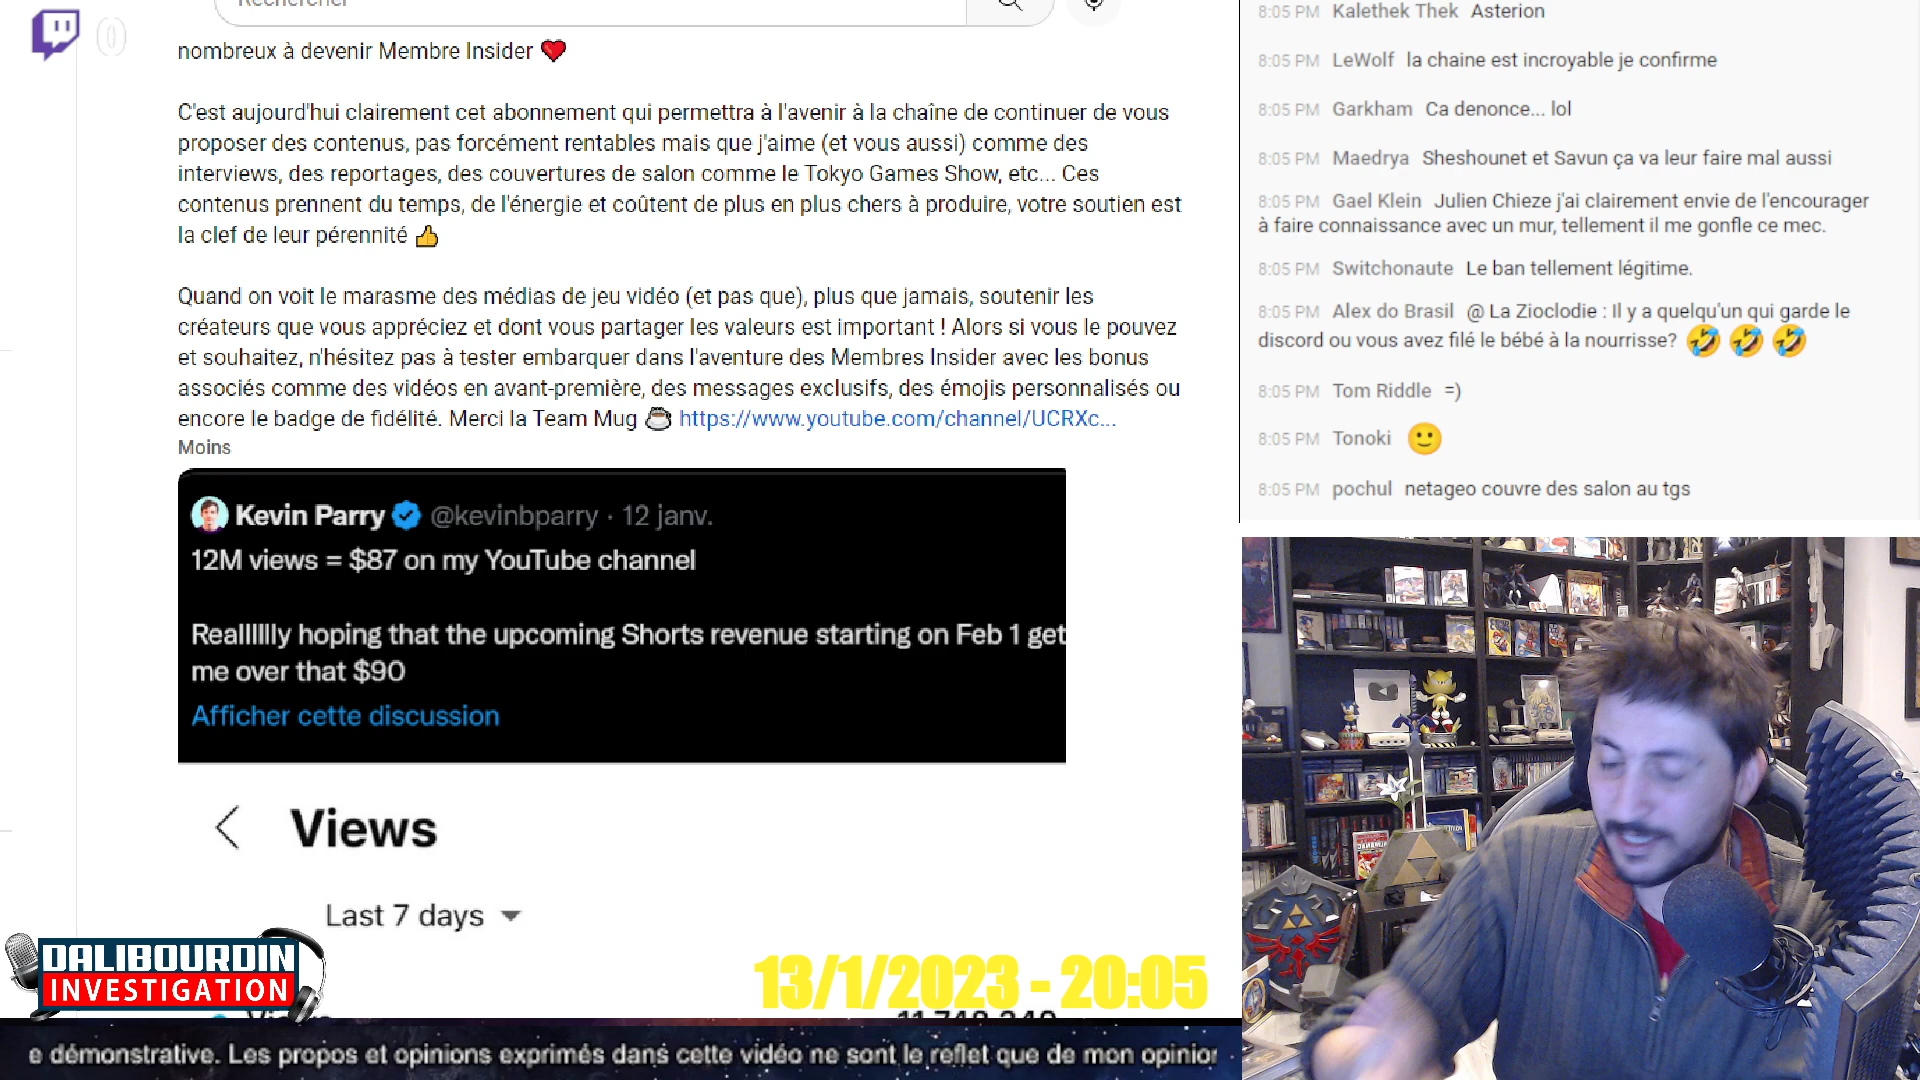 0
Rechercher
nombreux à devenir Membre Insider ❤️
C'est aujourd'hui clairement cet abonnement qui permettra à l'avenir à la chaîne de continuer de vous
proposer des contenus, pas forcément rentables mais que j'aime (et vous aussi) comme des
interviews, des reportages, des couvertures de salon comme le Tokyo Games Show, etc... Ces
contenus prennent du temps, de l'énergie et coûtent de plus en plus chers à produire, votre soutien est
la clef de leur pérennité 👍
Quand on voit le marasme des médias de jeu vidéo (et pas que), plus que jamais, soutenir les
créateurs que vous appréciez et dont vous partager les valeurs est important ! Alors si vous le pouvez
et souhaitez, n'hésitez pas à tester embarquer dans l'aventure des Membres Insider avec les bonus
associés comme des vidéos en avant-première, des messages exclusifs, des émojis personnalisés ou
encore le badge de fidélité. Merci la Team Mug ☕ https://www.youtube.com/channel/UCRXc...
Moins
Kevin Parry @kevinbparry · 12 janv.
12M views = $87 on my YouTube channel
Realllllly hoping that the upcoming Shorts revenue starting on Feb 1 get
me over that $90
Afficher cette discussion
Views
Last 7 days
DALIBOURDIN
INVESTIGATION
13/1/2023 - 20:05
e démonstrative. Les propos et opinions exprimés dans cette vidéo ne sont le reflet que de mon opinion
8:05 PM Kalethek Thek Asterion
8:05 PM LeWolf la chaine est incroyable je confirme
8:05 PM Garkham Ca denonce... lol
8:05 PM Maedrya Sheshounet et Savun ça va leur faire mal aussi
8:05 PM Gael Klein Julien Chieze j'ai clairement envie de l'encourager
à faire connaissance avec un mur, tellement il me gonfle ce mec.
8:05 PM Switchonaute Le ban tellement légitime.
8:05 PM Alex do Brasil @ La Zioclodie : Il y a quelqu'un qui garde le
discord ou vous avez filé le bébé à la nourrisse? 🤣 🤣 🤣
8:05 PM Tom Riddle =)
8:05 PM Tonoki 🙂
8:05 PM pochul netageo couvre des salon au tgs